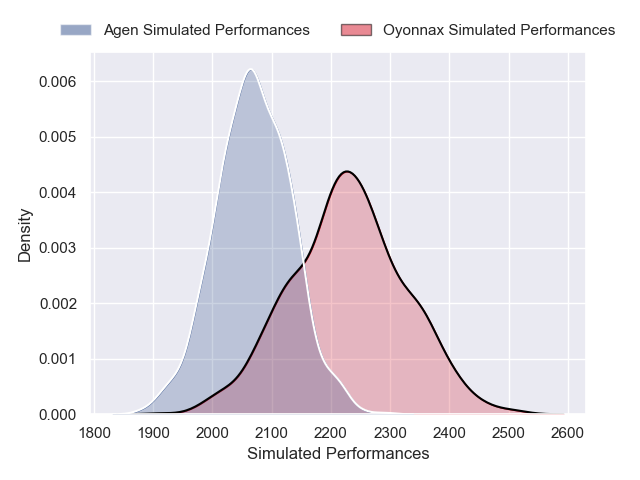 Agen Simulated Performances
Oyonnax Simulated Performances
0.006
0.005
0.004
0.003
0.002
0.001
0.000
Density
1800 1900 2000 2100 2200 2300 2400 2500 2600
Simulated Performances